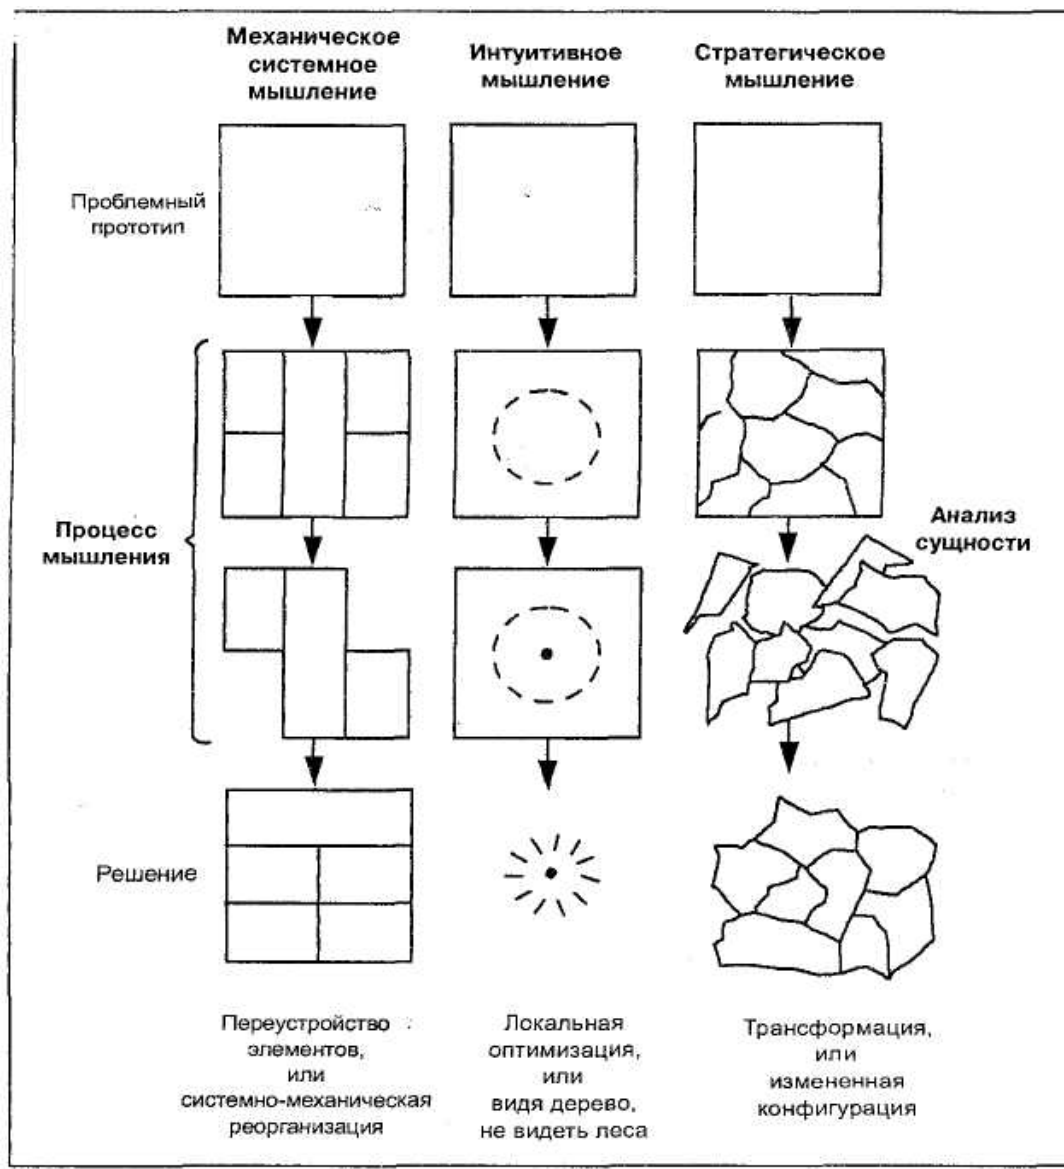 Механическое
системное
мышление
Интуитивное
мышление
Стратегическое
мышление
Проблемный
прототип
Процесс
мышления
Анализ
сущности
Решение
Переустройство
элементов,
или
системно-механическая
реорганизация
Локальная
оптимизация,
или
видя дерево,
не видеть леса
Трансформация,
или
измененная
конфигурация